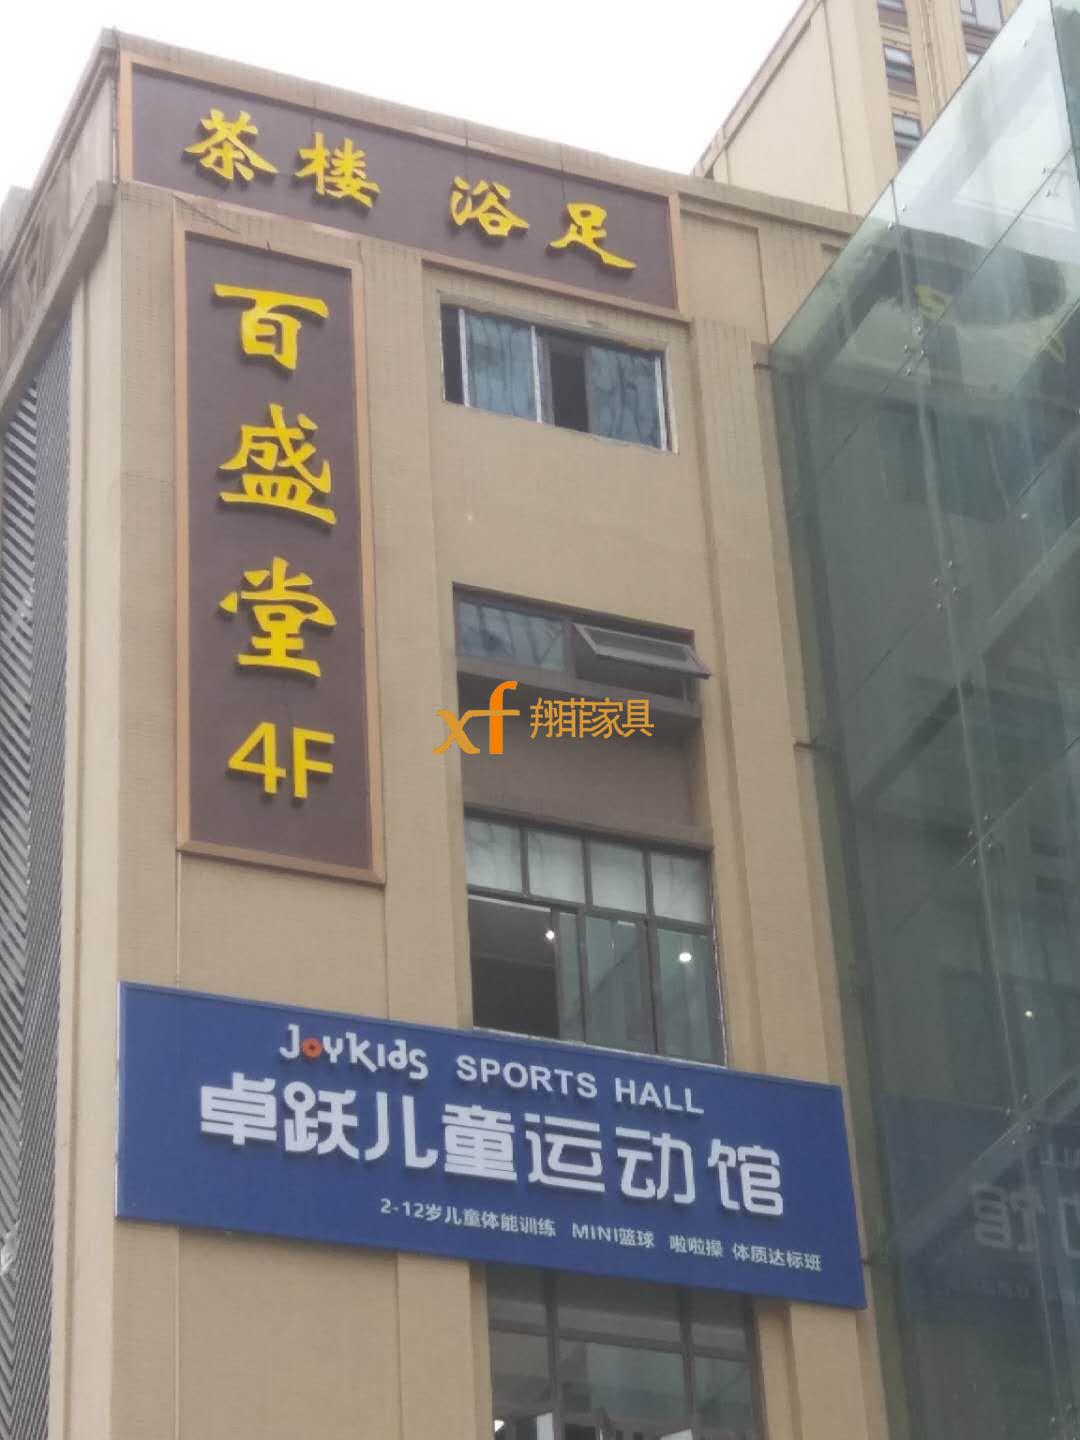 茶楼 浴足
百盛堂4F
xf 翔菲家具
JoyKids SPORTS HALL
卓跃儿童运动馆
2-12岁儿童体能训练 MINI篮球 啦啦操 体质达标班